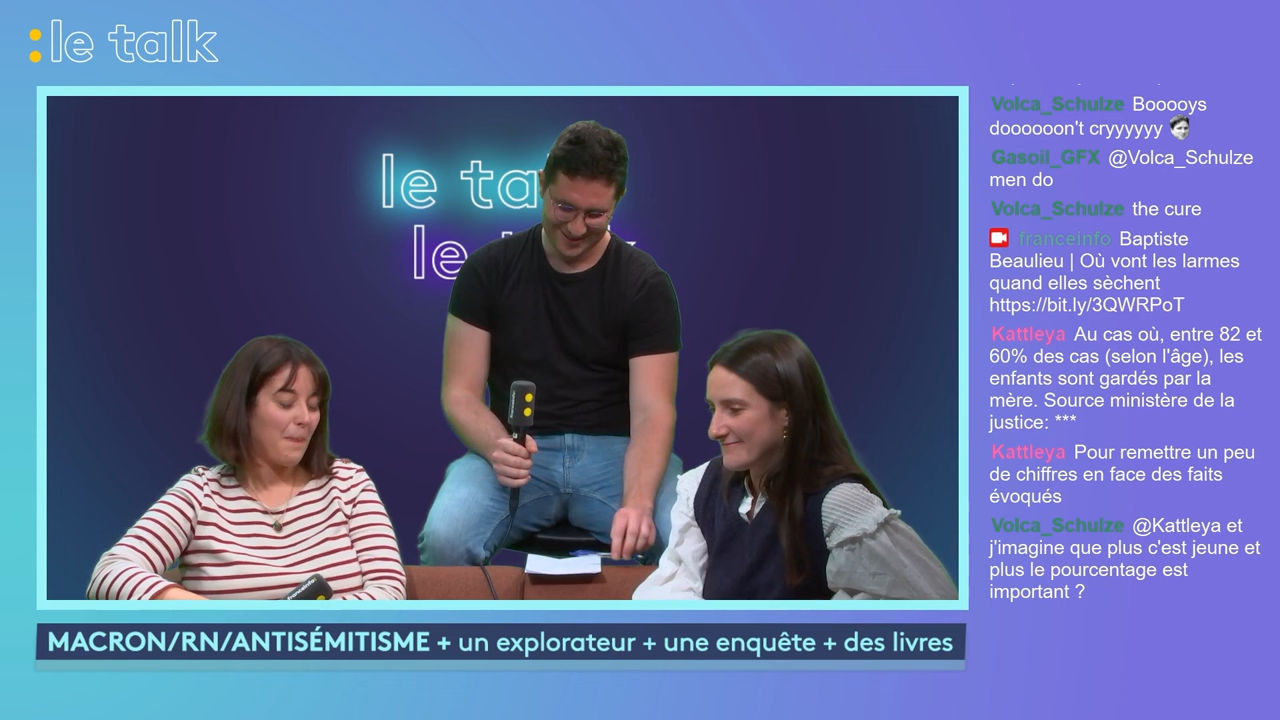 :le talk
le ta
le
franceinfo:
Volca_Schulze Booooys
doooooon't cryyyyyy
Gasoil_GFX @Volca_Schulze
men do
Volca_Schulze the cure
franceinfo Baptiste
Beaulieu | Où vont les larmes
quand elles sèchent
https://bit.ly/3QWRPoT
Kattleya Au cas où, entre 82 et
60% des cas (selon l'âge), les
enfants sont gardés par la
mère. Source ministère de la
justice: ***
Kattleya Pour remettre un peu
de chiffres en face des faits
évoqués
Volca_Schulze @Kattleya et
j'imagine que plus c'est jeune et
plus le pourcentage est
important ?
MACRON/RN/ANTISÉMITISME + un explorateur + une enquête + des livres